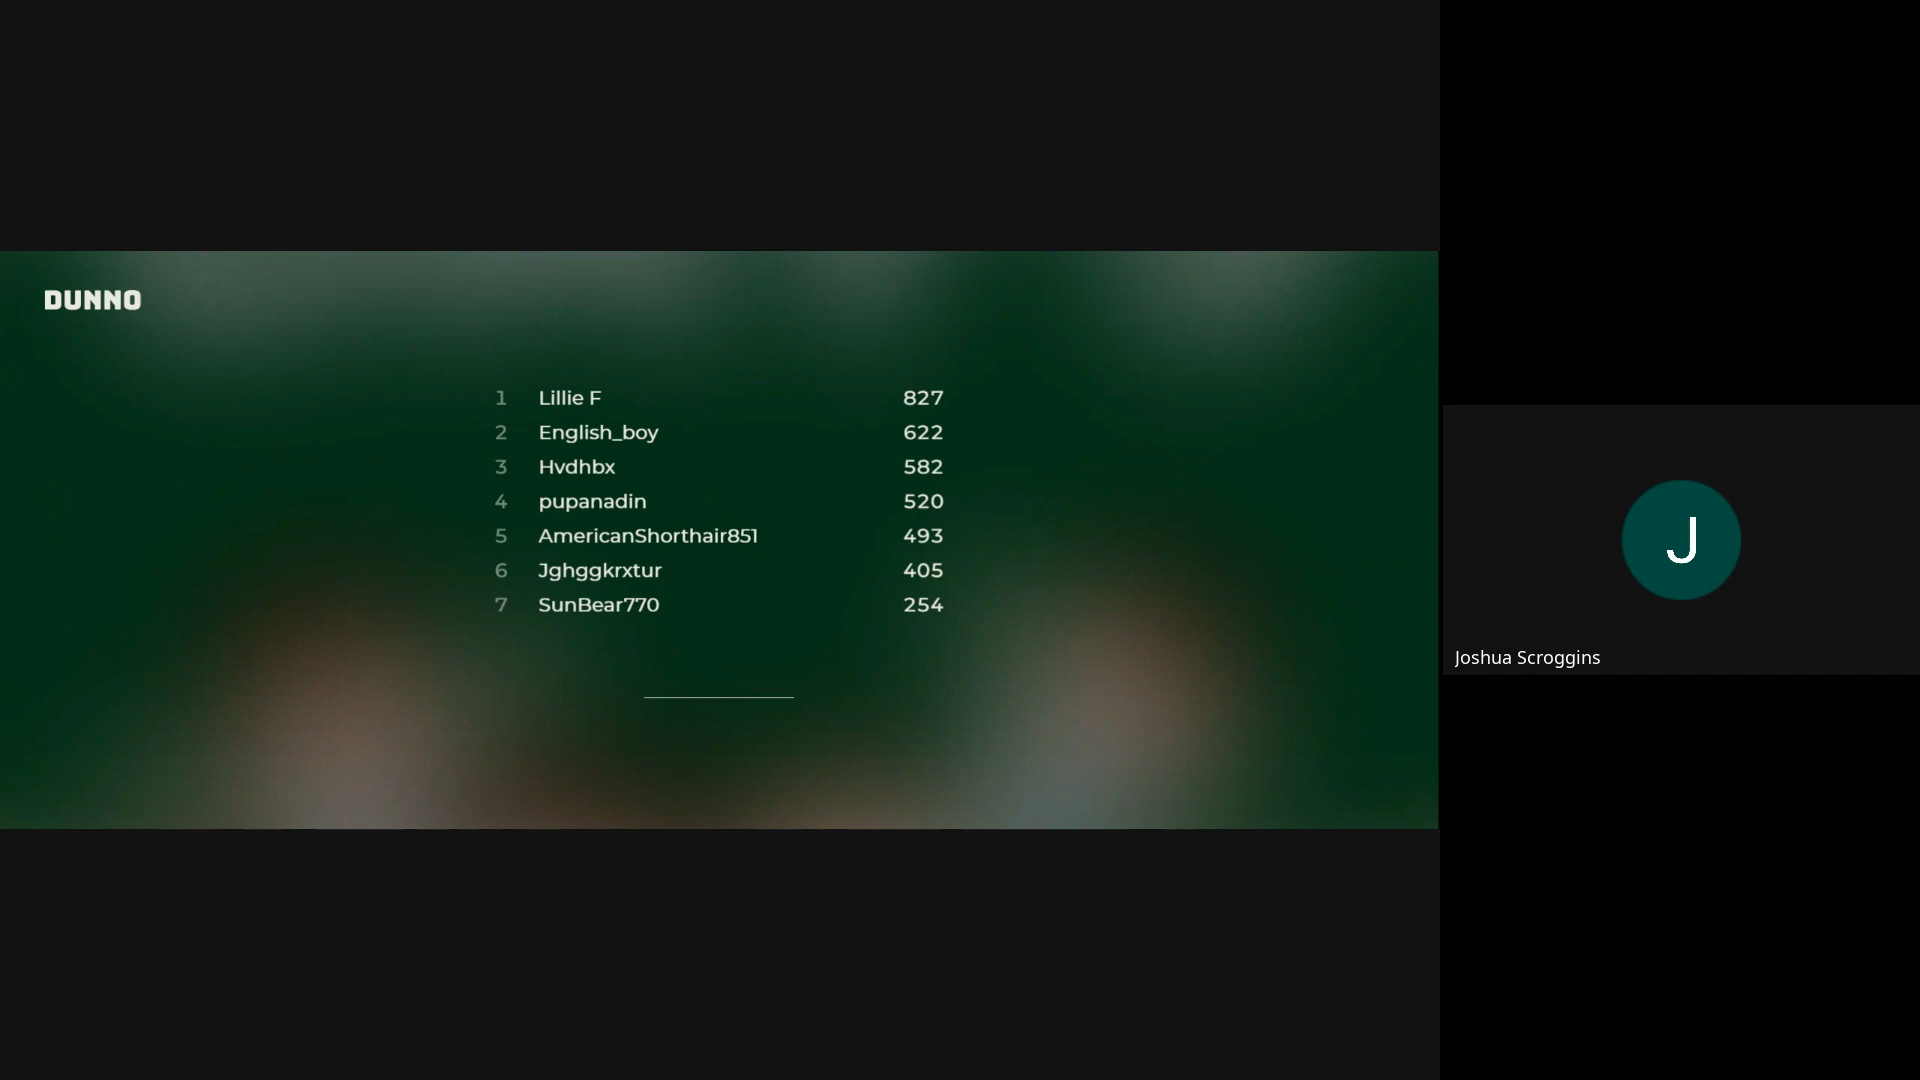 DUNNO
1 Lillie F 827
2 English_boy 622
3 Hvdhbx 582
4 pupanadin 520
5 AmericanShorthair851 493
6 Jghggkrxtur 405
7 SunBear770 254
J
Joshua Scroggins